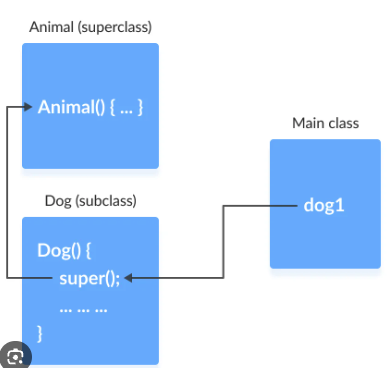 Animal (superclass)
Animal() { ... }
Main class
dog1
Dog (subclass)
Dog() {
super();
... ... ...
}